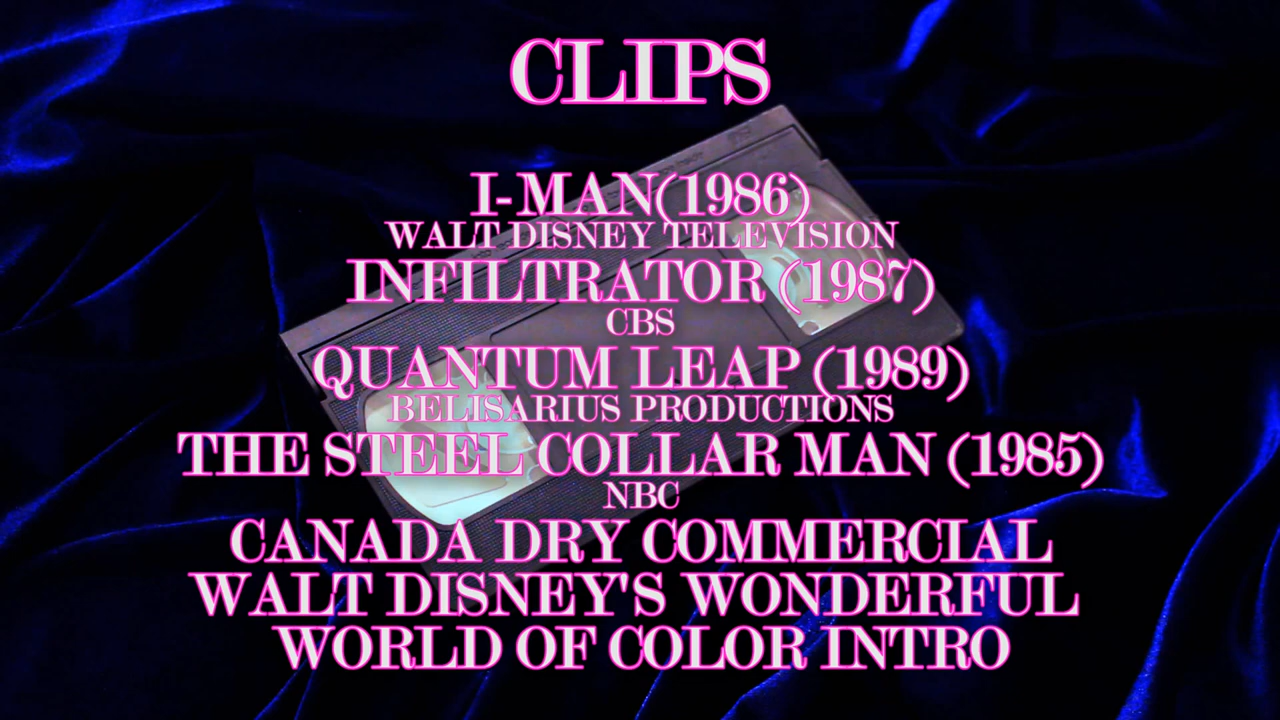 CLIPS
I-MAN(1986)
WALT DISNEY TELEVISION
INFILTRATOR (1987)
CBS
QUANTUM LEAP (1989)
BELISARIUS PRODUCTIONS
THE STEEL COLLAR MAN (1985)
NBC
CANADA DRY COMMERCIAL
WALT DISNEY'S WONDERFUL
WORLD OF COLOR INTRO